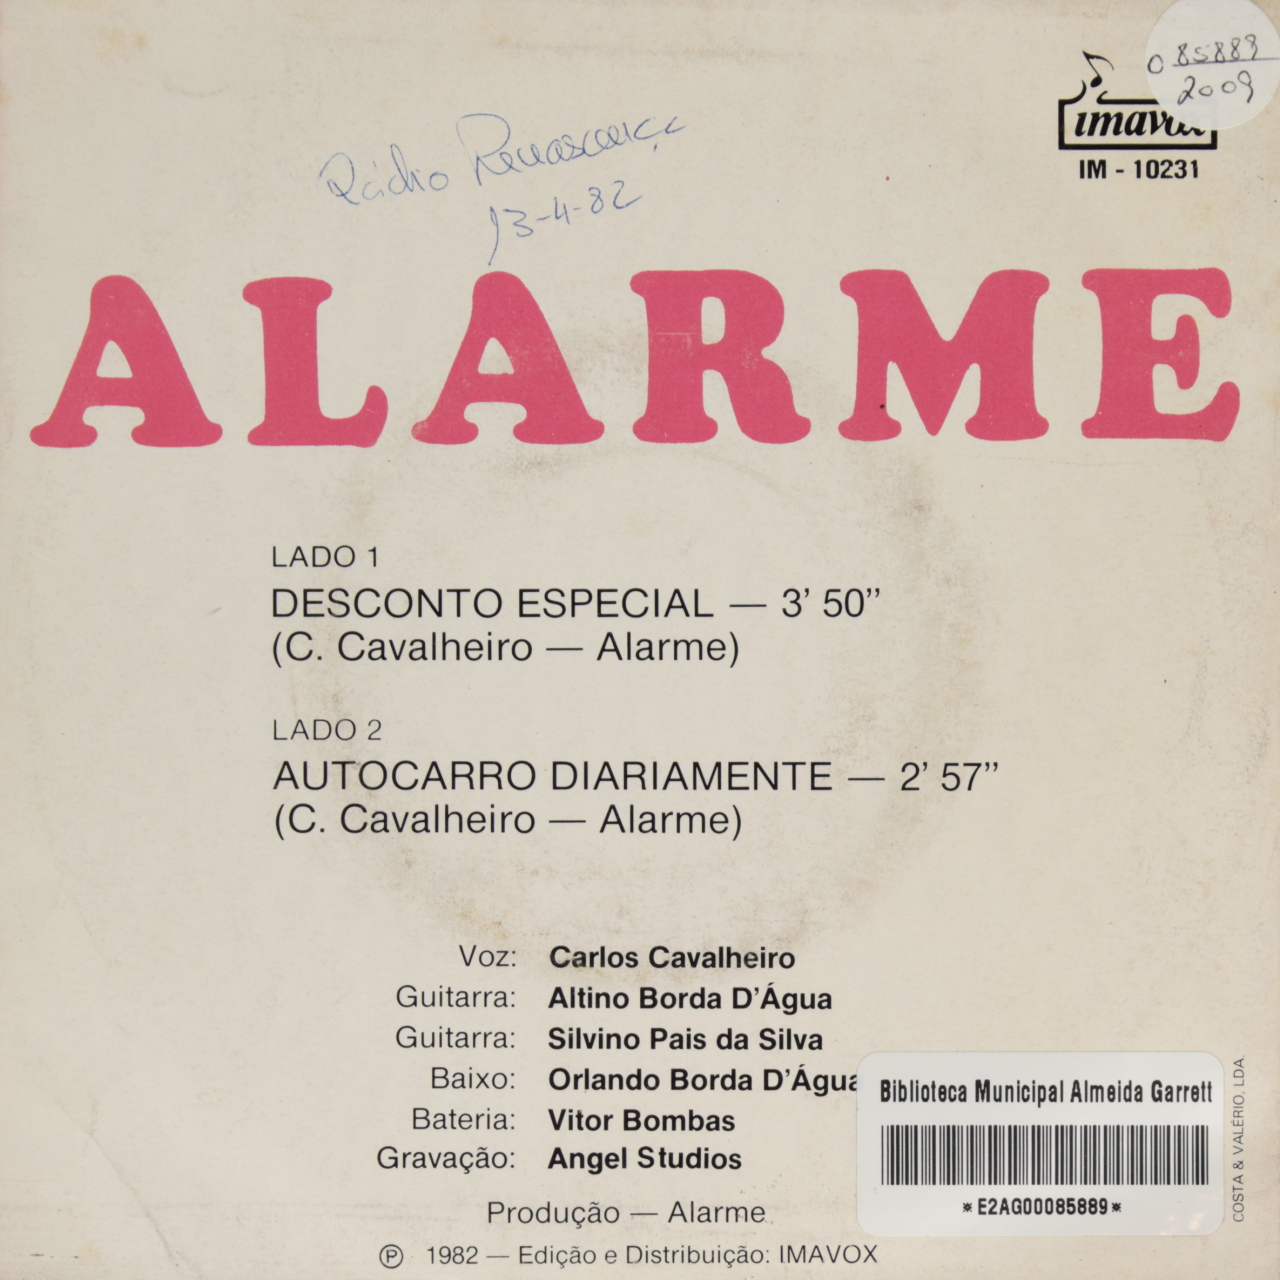 O 85889
2009
imavox
IM - 10231
Rádio Renascença
13-4-82
ALARME
LADO 1
DESCONTO ESPECIAL — 3’ 50’’
(C. Cavalheiro — Alarme)
LADO 2
AUTOCARRO DIARIAMENTE — 2’ 57’’
(C. Cavalheiro — Alarme)
Voz: Carlos Cavalheiro
Guitarra: Altino Borda D’Água
Guitarra: Silvino Pais da Silva
Baixo: Orlando Borda D’Água
Bateria: Vitor Bombas
Gravação: Angel Studios
Produção — Alarme
Ⓟ 1982 — Edição e Distribuição: IMAVOX
Biblioteca Municipal Almeida Garrett
*E2AG00085889*
COSTA & VALÉRIO, LDA.